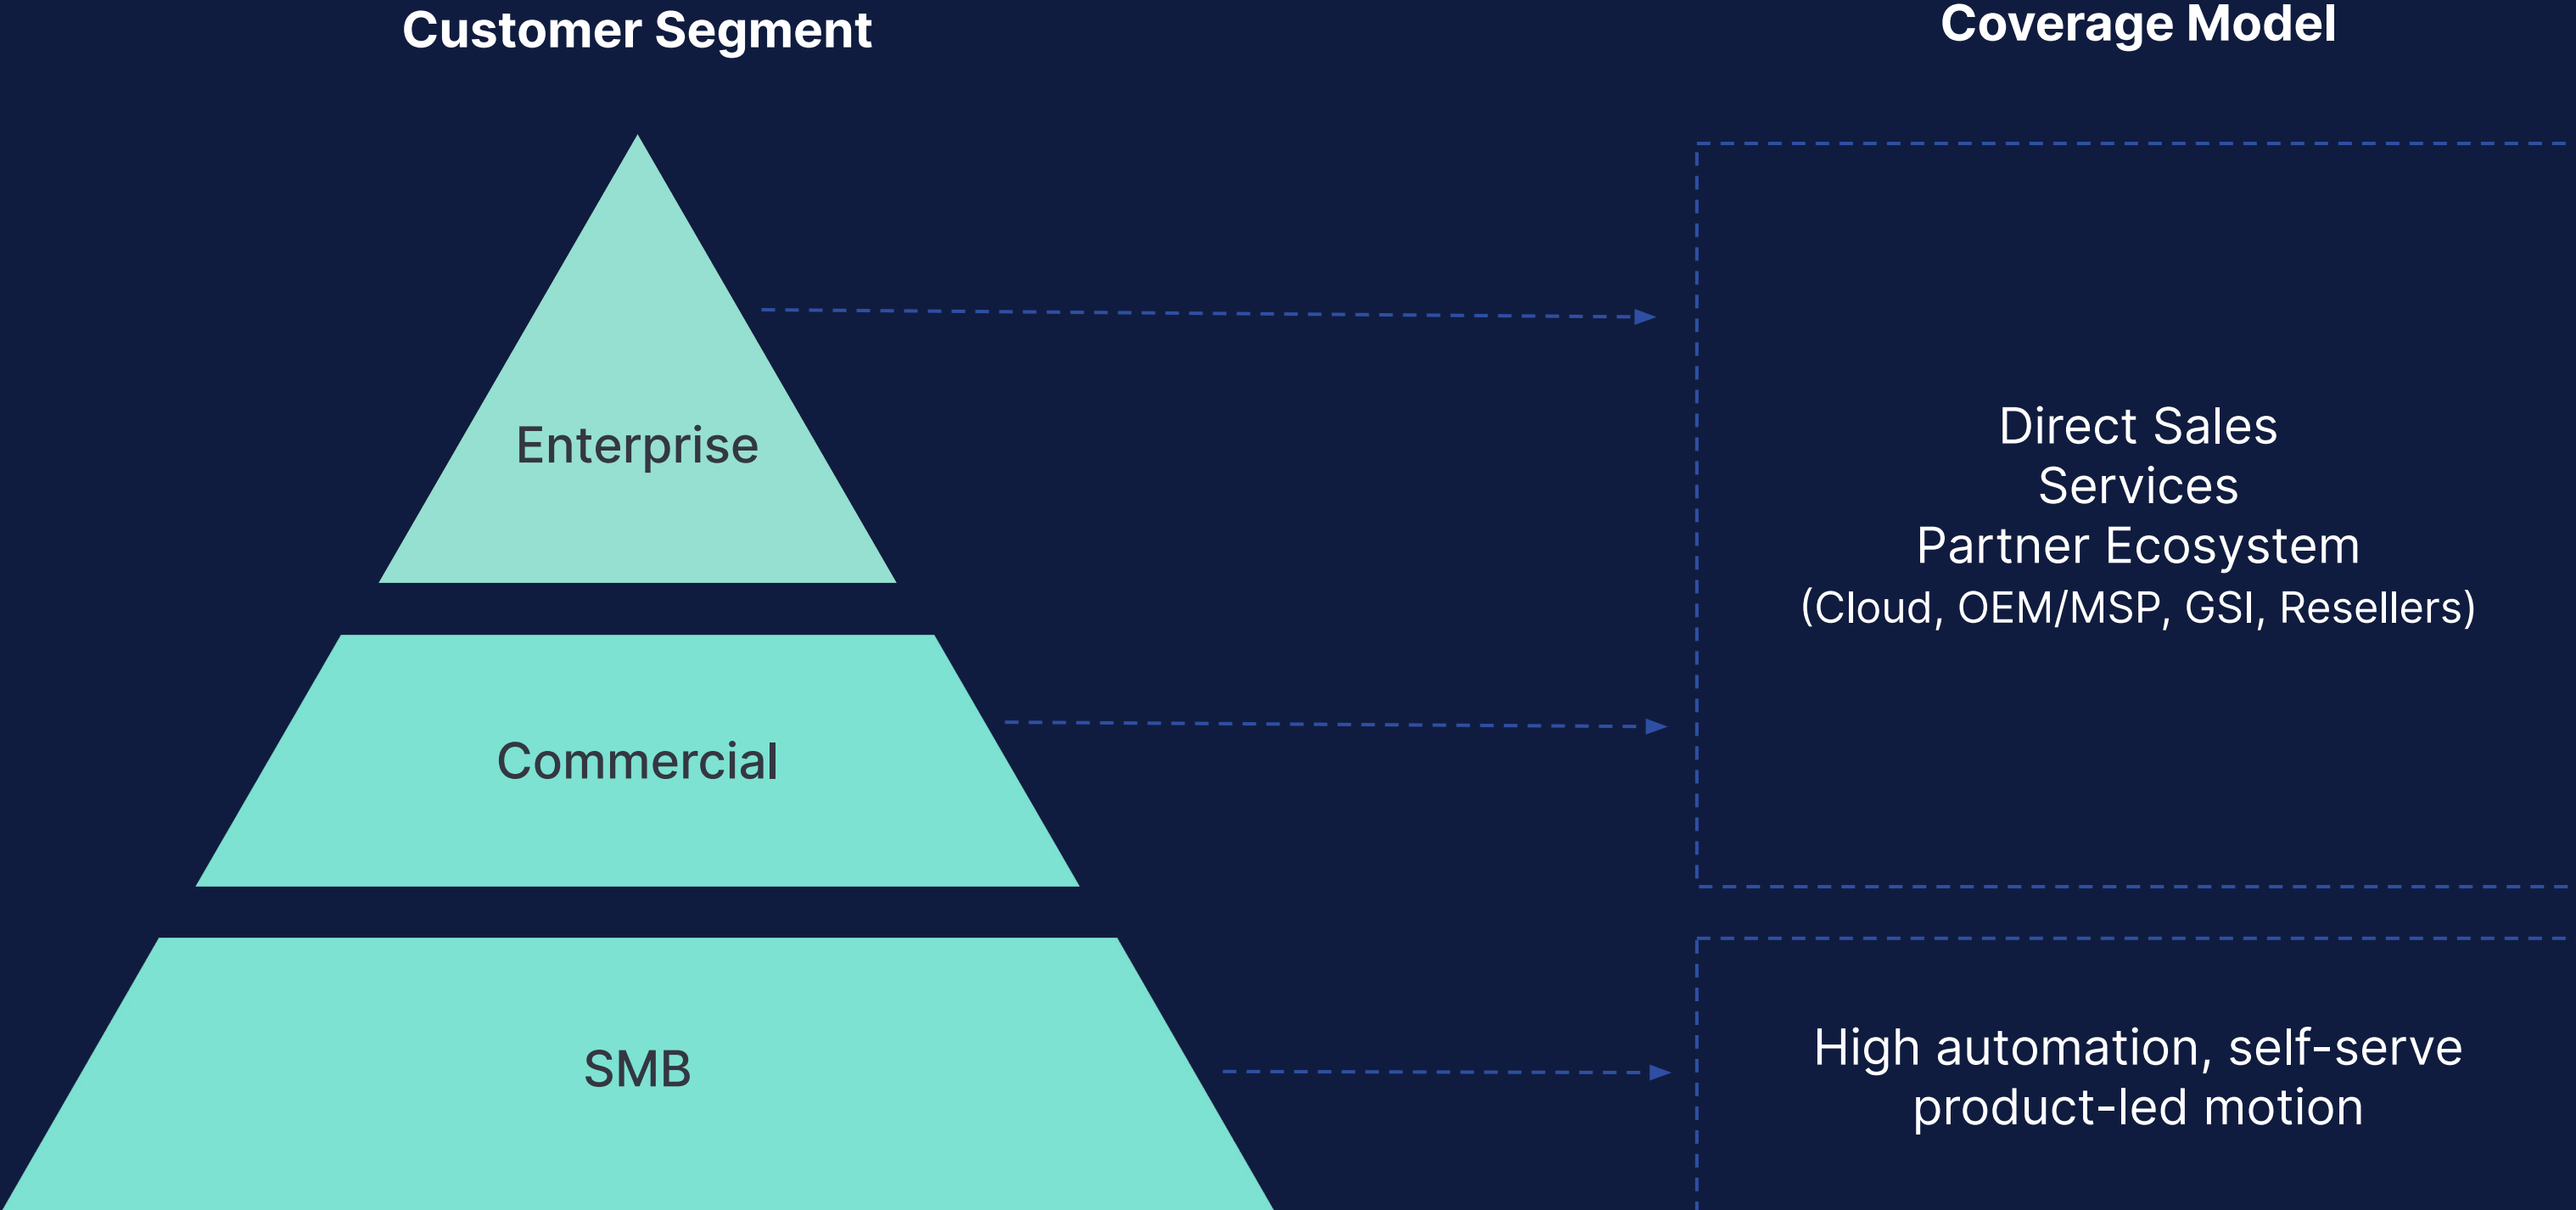 Customer Segment
Coverage Model
Enterprise
Direct Sales
Services
Partner Ecosystem
(Cloud, OEM/MSP, GSI, Resellers)
Commercial
SMB
High automation, self-serve
product-led motion